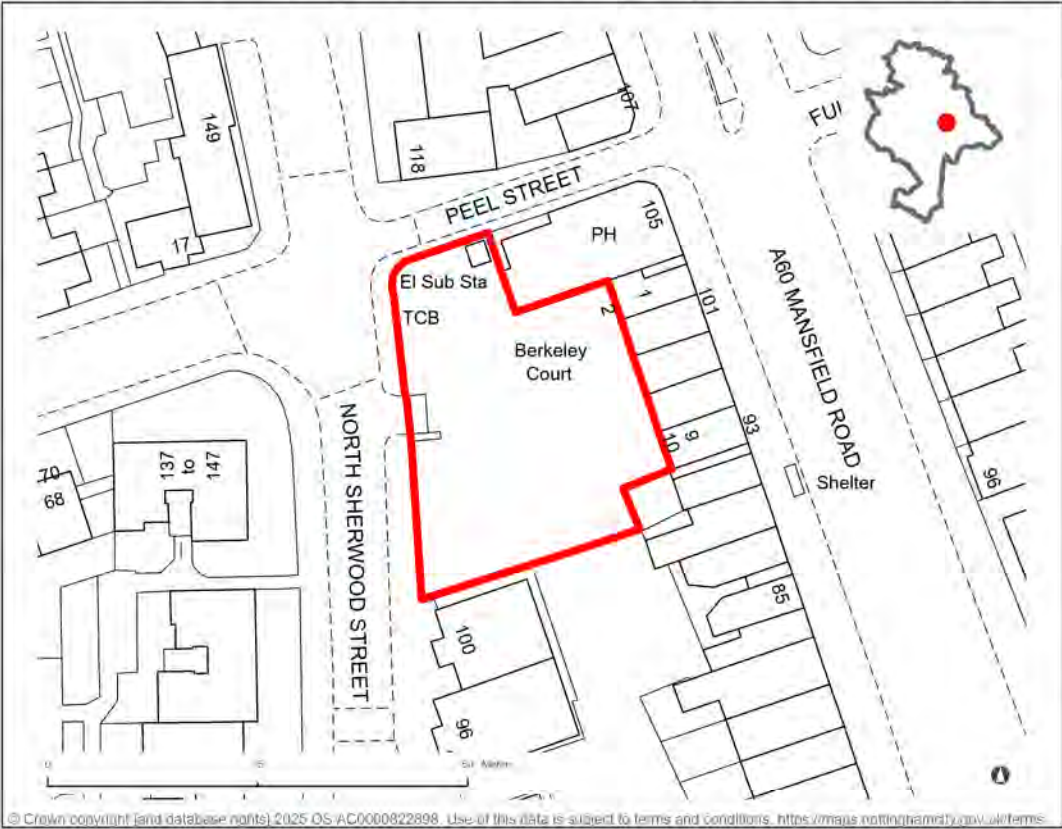 149
118
107
FUI
PEEL STREET
105
17
PH
El Sub Sta
TCB
1
2
101
A60 MANSFIELD ROAD
Berkeley
Court
NORTH SHERWOOD STREET
137
to
147
70
68
10
9
93
Shelter
96
85
100
96
0
50
© Crown copyright [and database rights] 2025 OS AC0000822898. Use of this data is subject to terms and conditions. https://maps.nottinghamcity.gov.uk/terms.